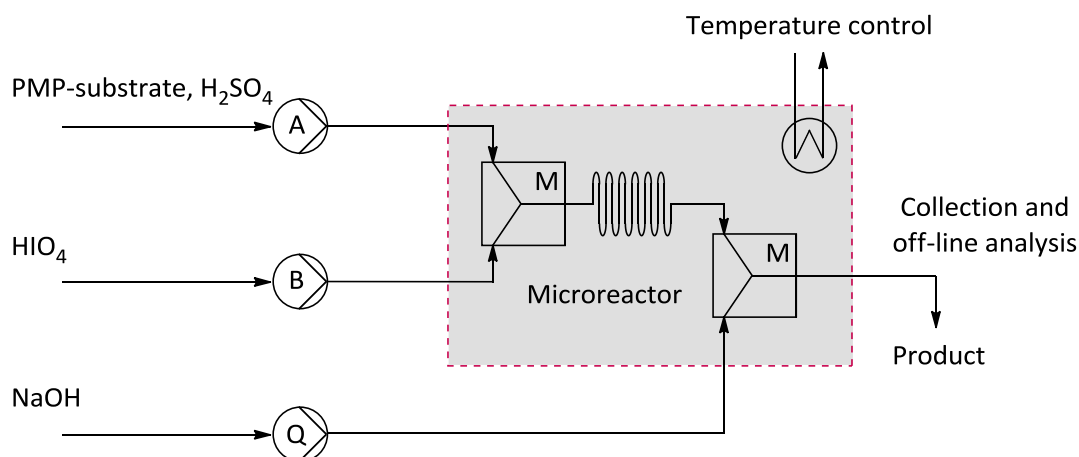 Temperature control
PMP-substrate, H₂SO₄
A
M
Collection and
off-line analysis
HIO₄
B
M
Microreactor
Product
NaOH
Q